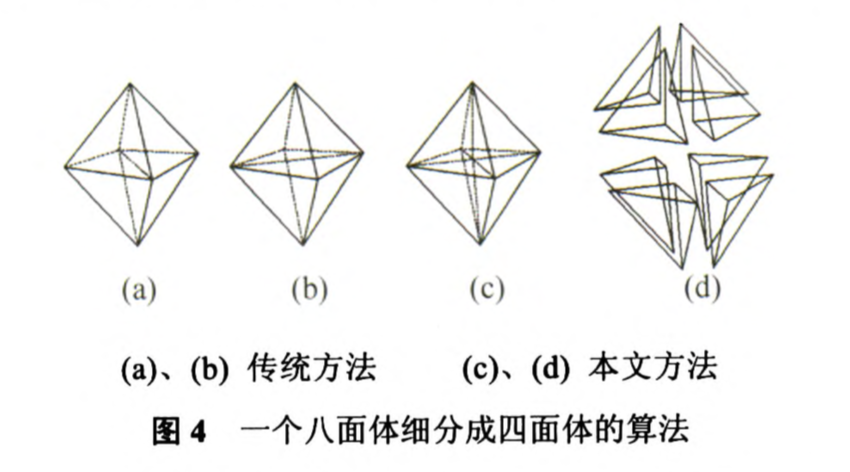 (a) (b) (c) (d)
(a)、(b) 传统方法 (c)、(d) 本文方法
图 4 一个八面体细分成四面体的算法